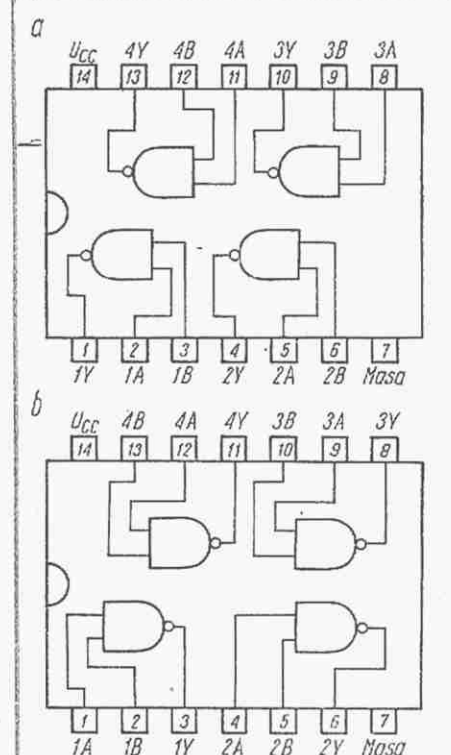 a
U_CC 4Y 4B 4A 3Y 3B 3A
14 13 12 11 10 9 8
1 2 3 4 5 6 7
1Y 1A 1B 2Y 2A 2B Masa
b
U_CC 4B 4A 4Y 3B 3A 3Y
14 13 12 11 10 9 8
1 2 3 4 5 6 7
1A 1B 1Y 2A 2B 2Y Masa